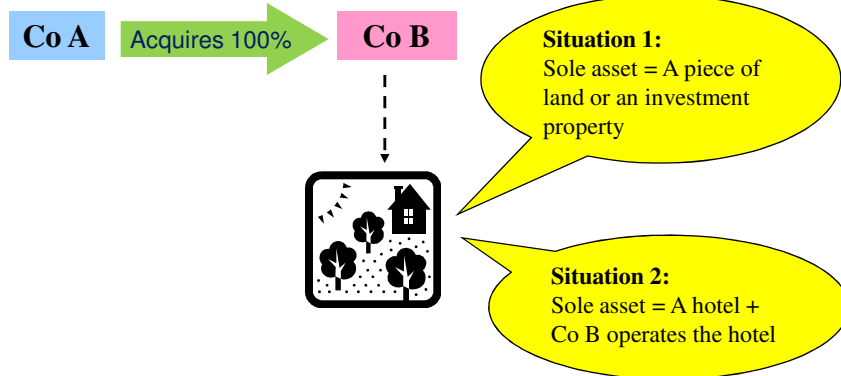 Co A
Acquires 100%
Co B
Situation 1:
Sole asset = A piece of
land or an investment
property
Situation 2:
Sole asset = A hotel +
Co B operates the hotel